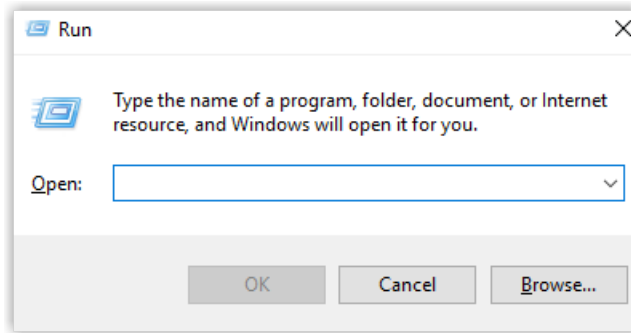 Run
Type the name of a program, folder, document, or Internet
resource, and Windows will open it for you.
Open:
OK Cancel Browse...